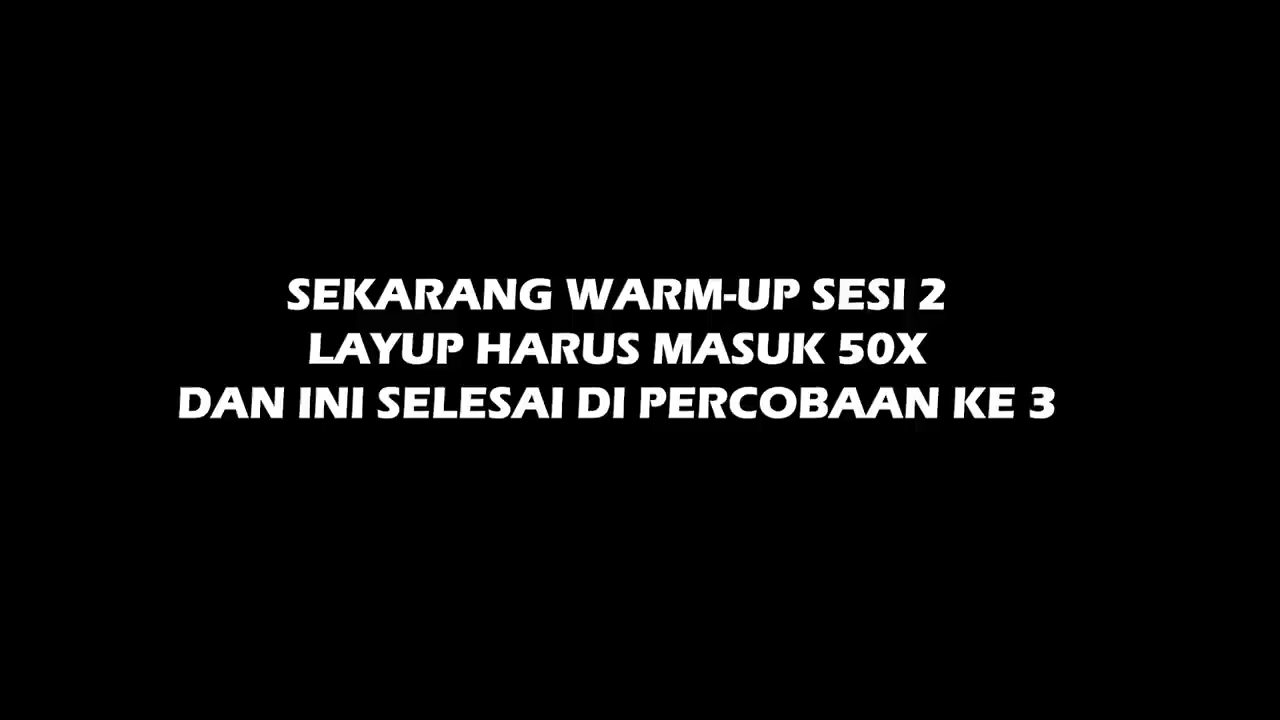 SEKARANG WARM-UP SESI 2
LAYUP HARUS MASUK 50X
DAN INI SELESAI DI PERCOBAAN KE 3